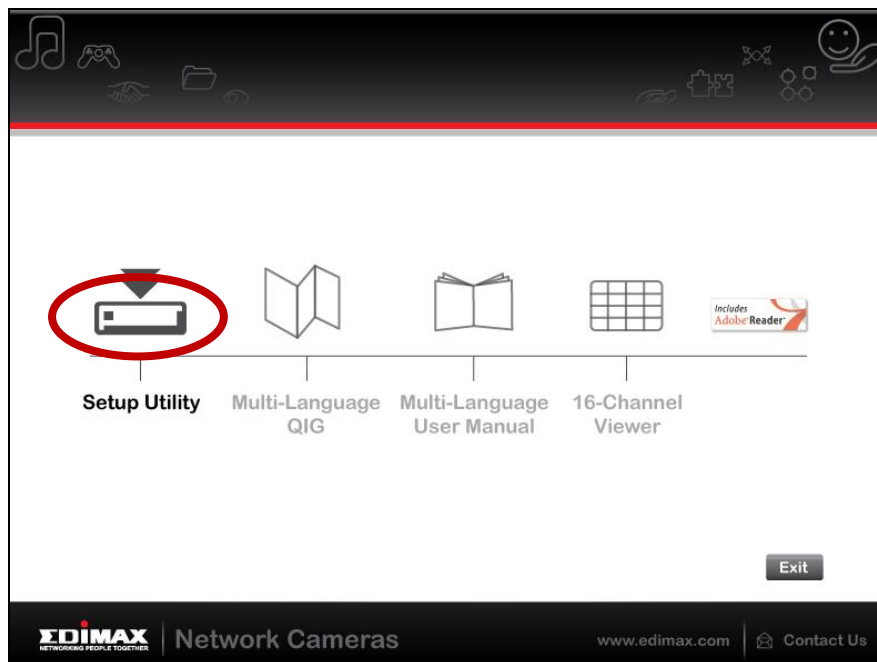 Includes
Adobe Reader
Setup Utility
Multi-Language
QIG
Multi-Language
User Manual
16-Channel
Viewer
Exit
EDIMAX
NETWORKING PEOPLE TOGETHER
Network Cameras
www.edimax.com
Contact Us